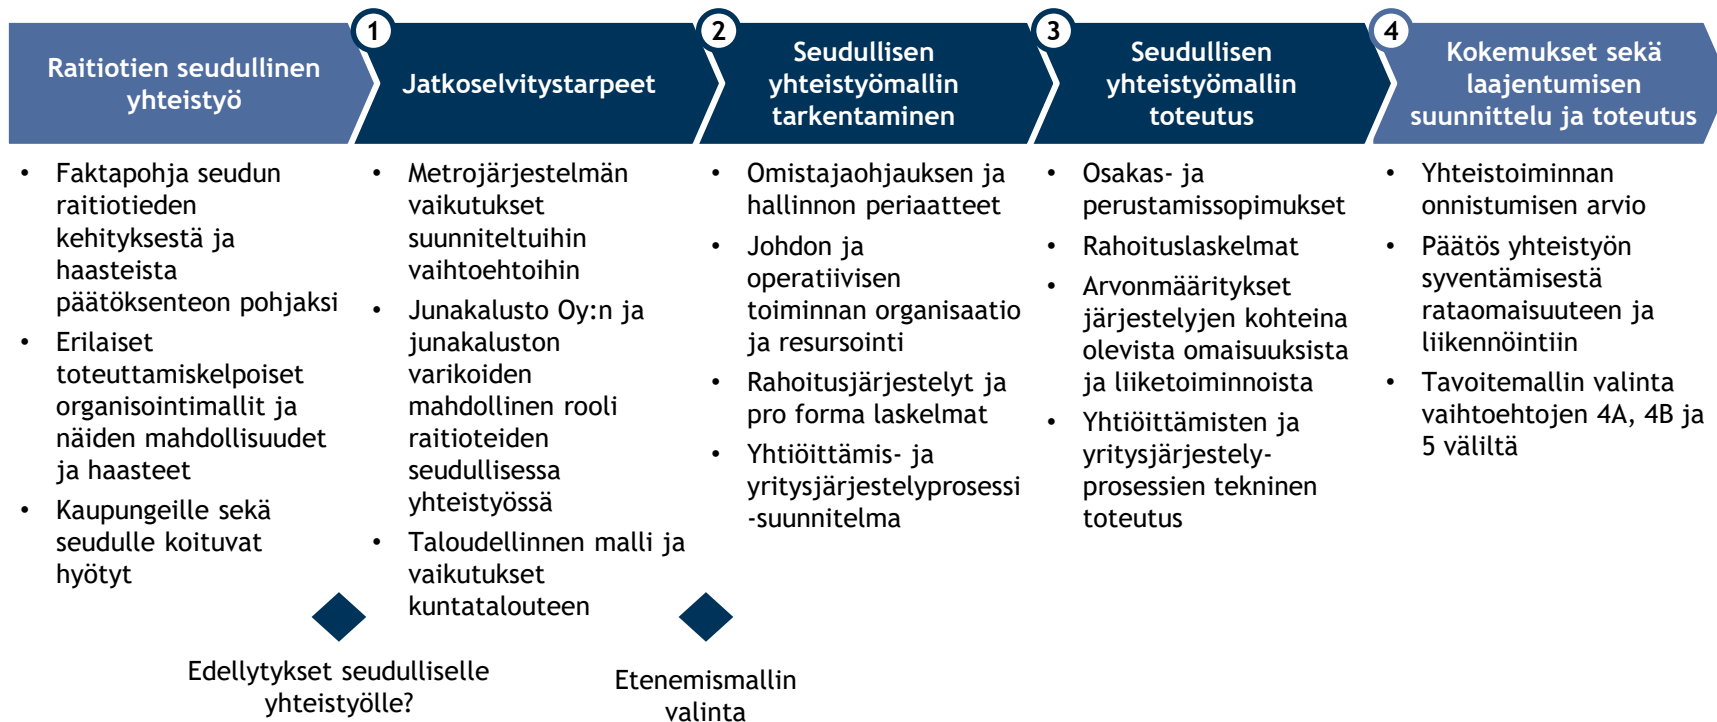 Raitiotien seudullinen
yhteistyö
1
Jatkoselvitystarpeet
2
Seudullisen
yhteistyömallin
tarkentaminen
3
Seudullisen
yhteistyömallin
toteutus
4
Kokemukset sekä
laajentumisen
suunnittelu ja toteutus
• Faktapohja seudun
raitiotieden
kehityksestä ja
haasteista
päätöksenteon pohjaksi
• Erilaiset
toteuttamiskelpoiset
organisointimallit ja
näiden mahdollisuudet
ja haasteet
• Kaupungeille sekä
seudulle koituvat
hyötyt
• Metrojärjestelmän
vaikutukset
suunniteltuihin
vaihtoehtoihin
• Junakalusto Oy:n ja
junakaluston
varikoiden
mahdollinen rooli
raitioteiden
seudullisessa
yhteistyössä
• Taloudellinnen malli ja
vaikutukset
kuntatalouteen
• Omistajaohjauksen ja
hallinnon periaatteet
• Johdon ja
operatiivisen
toiminnan organisaatio
ja resursointi
• Rahoitusjärjestelyt ja
pro forma laskelmat
• Yhtiöittämis- ja
yritysjärjestelyprosessi
-suunnitelma
• Osakas- ja
perustamissopimukset
• Rahoituslaskelmat
• Arvonmääritykset
järjestelyjen kohteina
olevista omaisuuksista
ja liiketoiminnoista
• Yhtiöittämisten ja
yritysjärjestely-
prosessien tekninen
toteutus
• Yhteistoiminnan
onnistumisen arvio
• Päätös yhteistyön
syventämisestä
rataomaisuuteen ja
liikennöintiin
• Tavoitemallin valinta
vaihtoehtojen 4A, 4B ja
5 väliltä
Edellytykset seudulliselle
yhteistyölle?
Etenemismallin
valinta